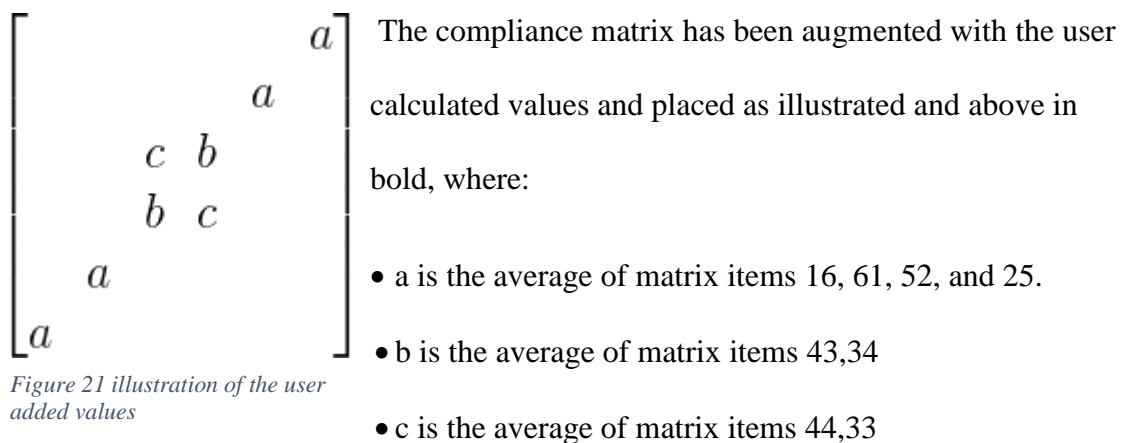 a
a
c b
b c
a
a
Figure 21 illustration of the user
added values
The compliance matrix has been augmented with the user
calculated values and placed as illustrated and above in
bold, where:
• a is the average of matrix items 16, 61, 52, and 25.
• b is the average of matrix items 43,34
• c is the average of matrix items 44,33